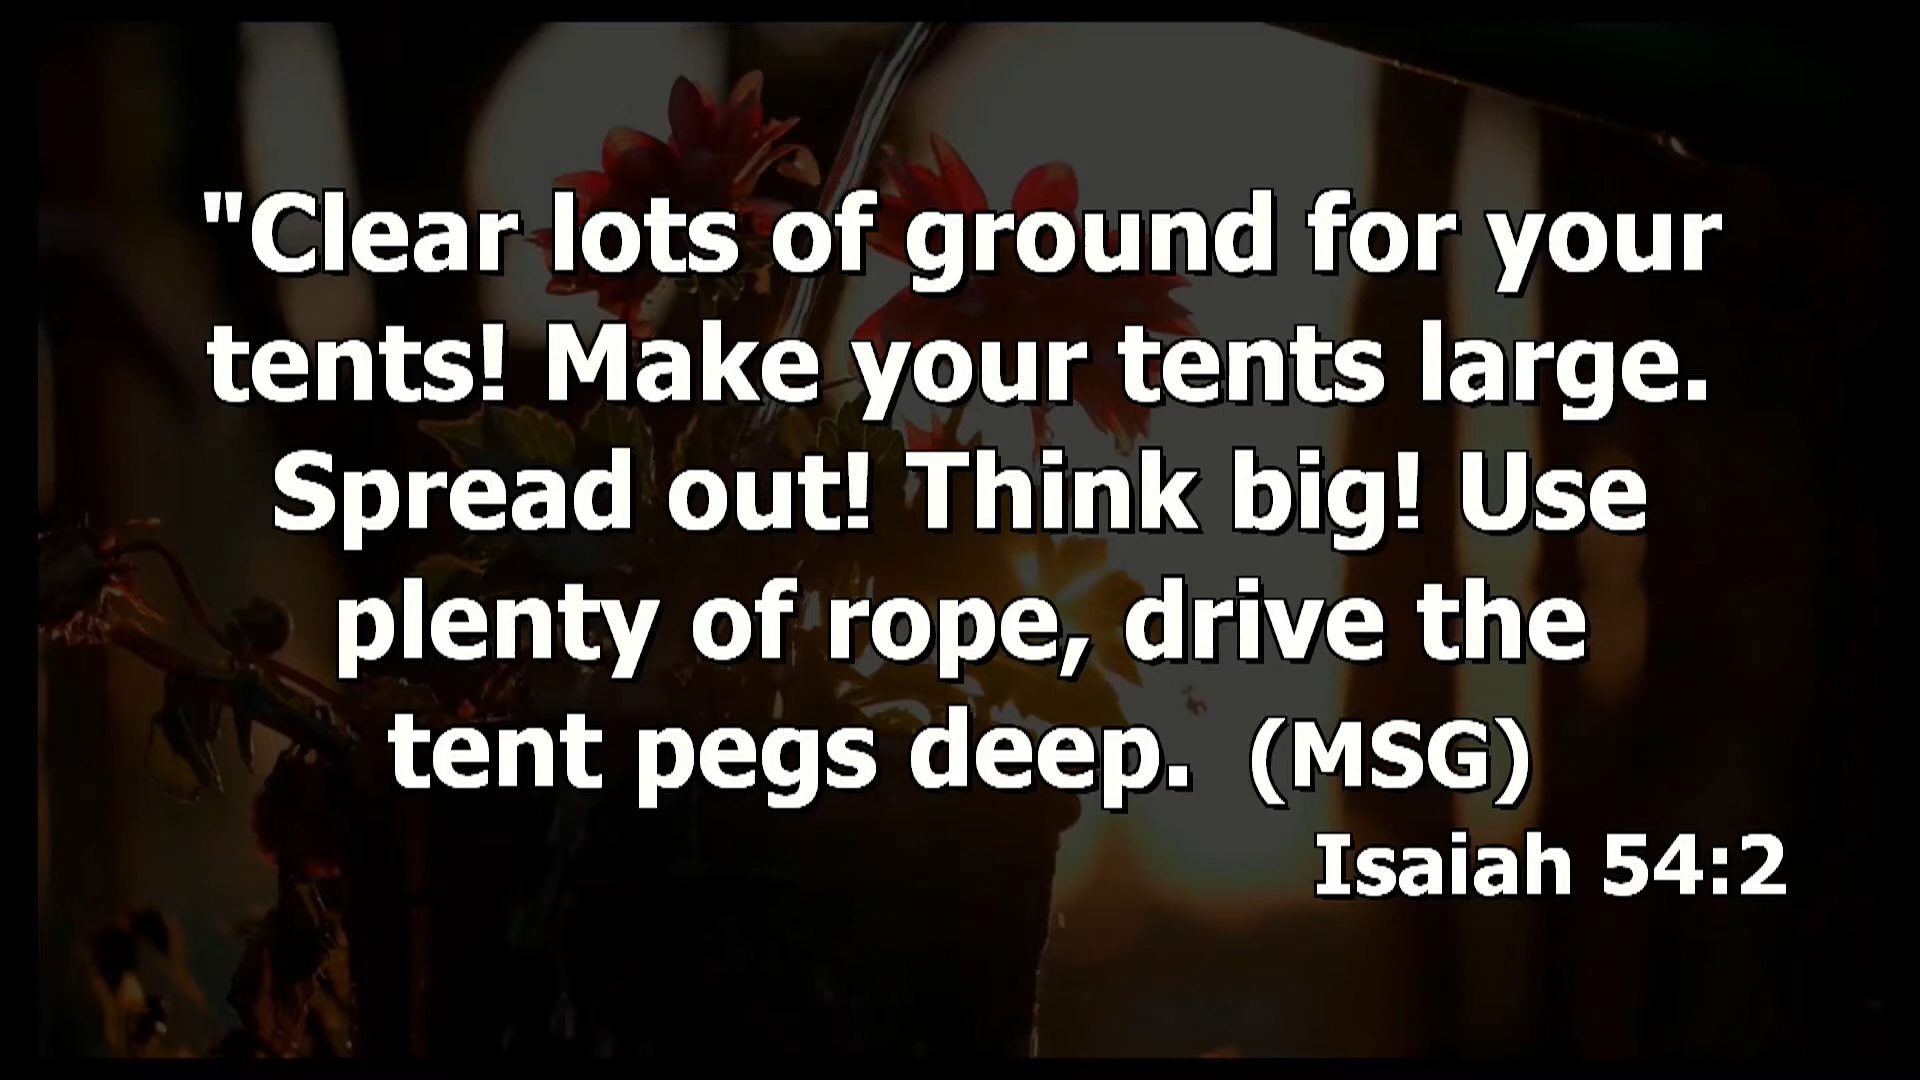 "Clear lots of ground for your
tents! Make your tents large.
Spread out! Think big! Use
plenty of rope, drive the
tent pegs deep.  (MSG)
Isaiah 54:2